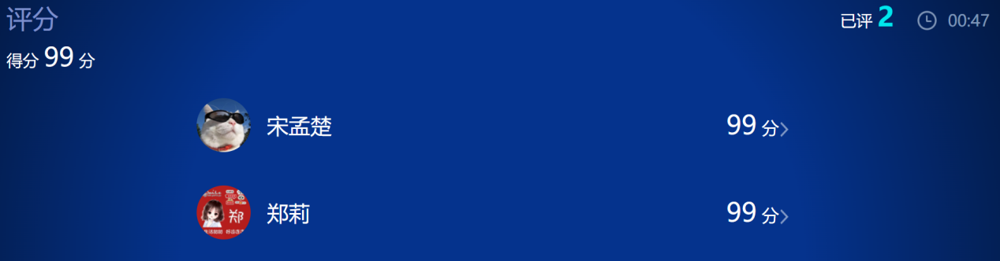 评分
已评 2 00:47
得分 99 分
宋孟楚 99 分
郑
郑莉 99 分